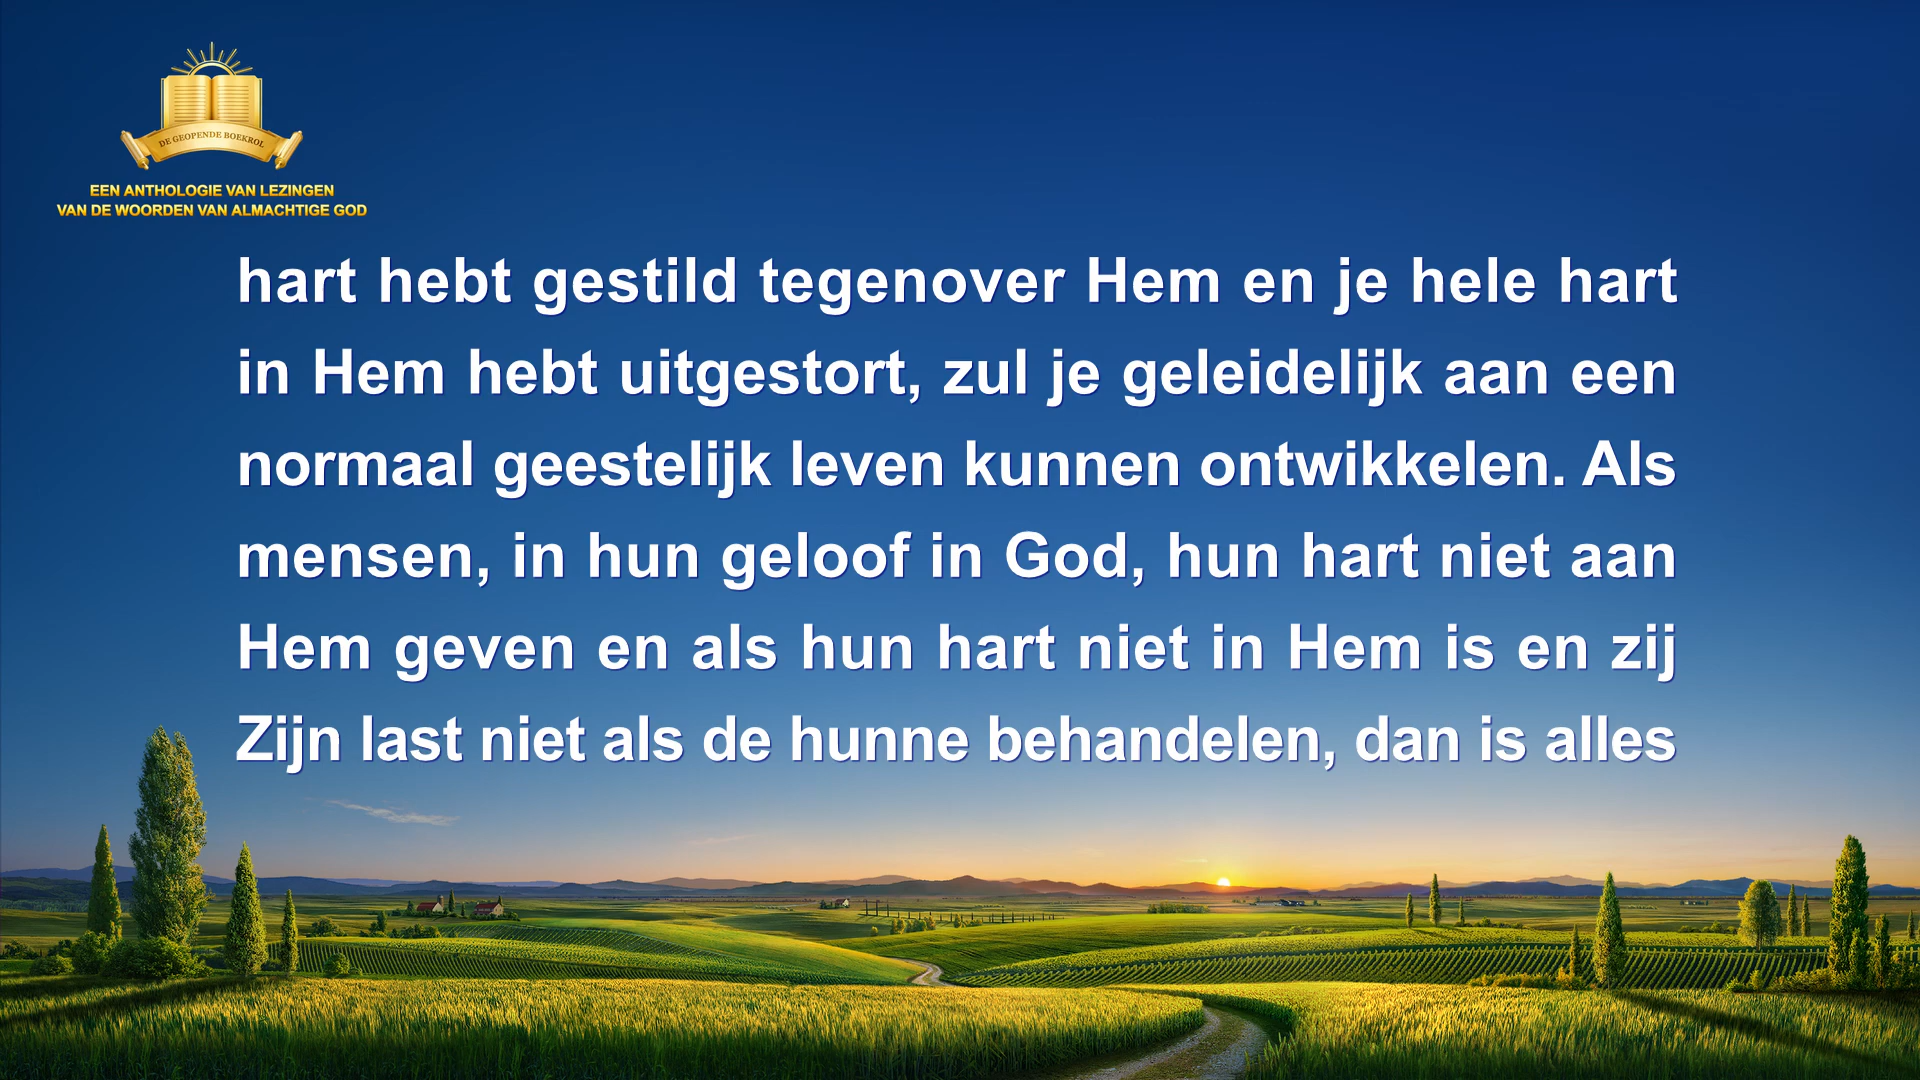 DE GEOPENDE BOEKROL
EEN ANTHOLOGIE VAN LEZINGEN
VAN DE WOORDEN VAN ALMACHTIGE GOD
hart hebt gestild tegenover Hem en je hele hart
in Hem hebt uitgestort, zul je geleidelijk aan een
normaal geestelijk leven kunnen ontwikkelen. Als
mensen, in hun geloof in God, hun hart niet aan
Hem geven en als hun hart niet in Hem is en zij
Zijn last niet als de hunne behandelen, dan is alles